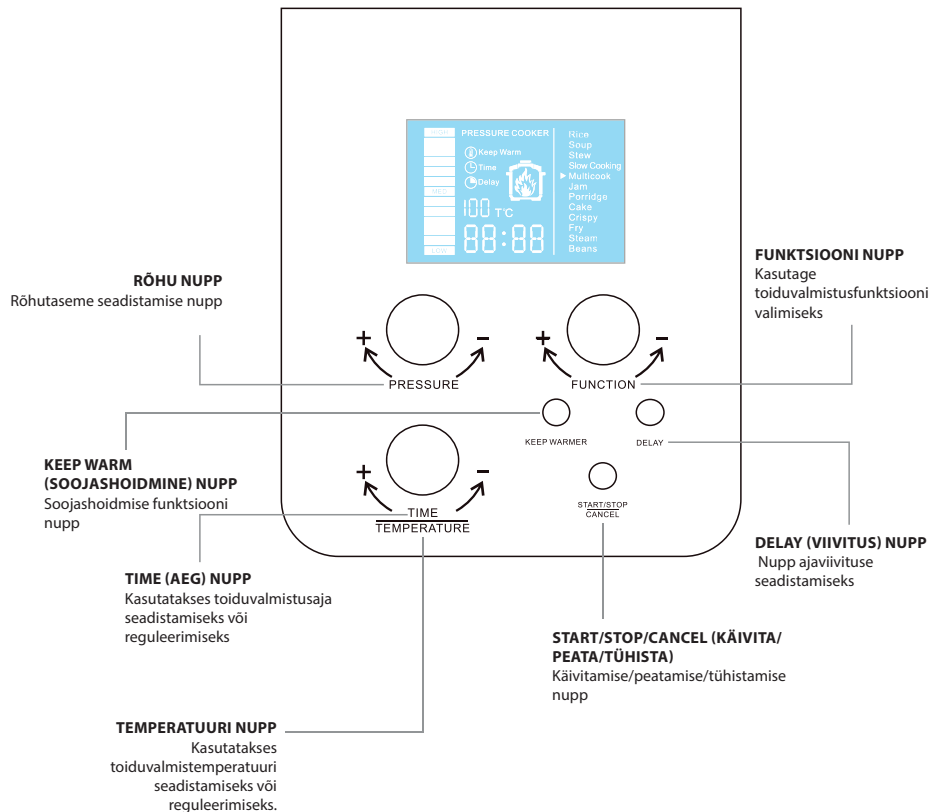 HIGH
MED
LOW
PRESSURE COOKER
Keep Warm
Time
Delay
100 T°C
88:88
Rice
Soup
Stew
Slow Cooking
Multicook
Jam
Porridge
Cake
Crispy
Fry
Steam
Beans
RÕHU NUPP
Rõhutaseme seadistamise nupp
FUNKTSIOONI NUPP
Kasutage
toiduvalmistusfunktsiooni
valimiseks
+ −
PRESSURE
+ −
FUNCTION
KEEP WARMER
DELAY
+ −
TIME
TEMPERATURE
START/STOP
CANCEL
KEEP WARM
(SOOJASHOIDMINE) NUPP
Soojashoidmise funktsiooni
nupp
TIME (AEG) NUPP
Kasutatakses toiduvalmistusaja
seadistamiseks või
reguleerimiseks
DELAY (VIIVITUS) NUPP
Nupp ajaviivituse
seadistamiseks
START/STOP/CANCEL (KÄIVITA/
PEATA/TÜHISTA)
Käivitamise/peatamise/tühistamise
nupp
TEMPERATUURI NUPP
Kasutatakses
toiduvalmistemperatuuri
seadistamiseks või
reguleerimiseks.